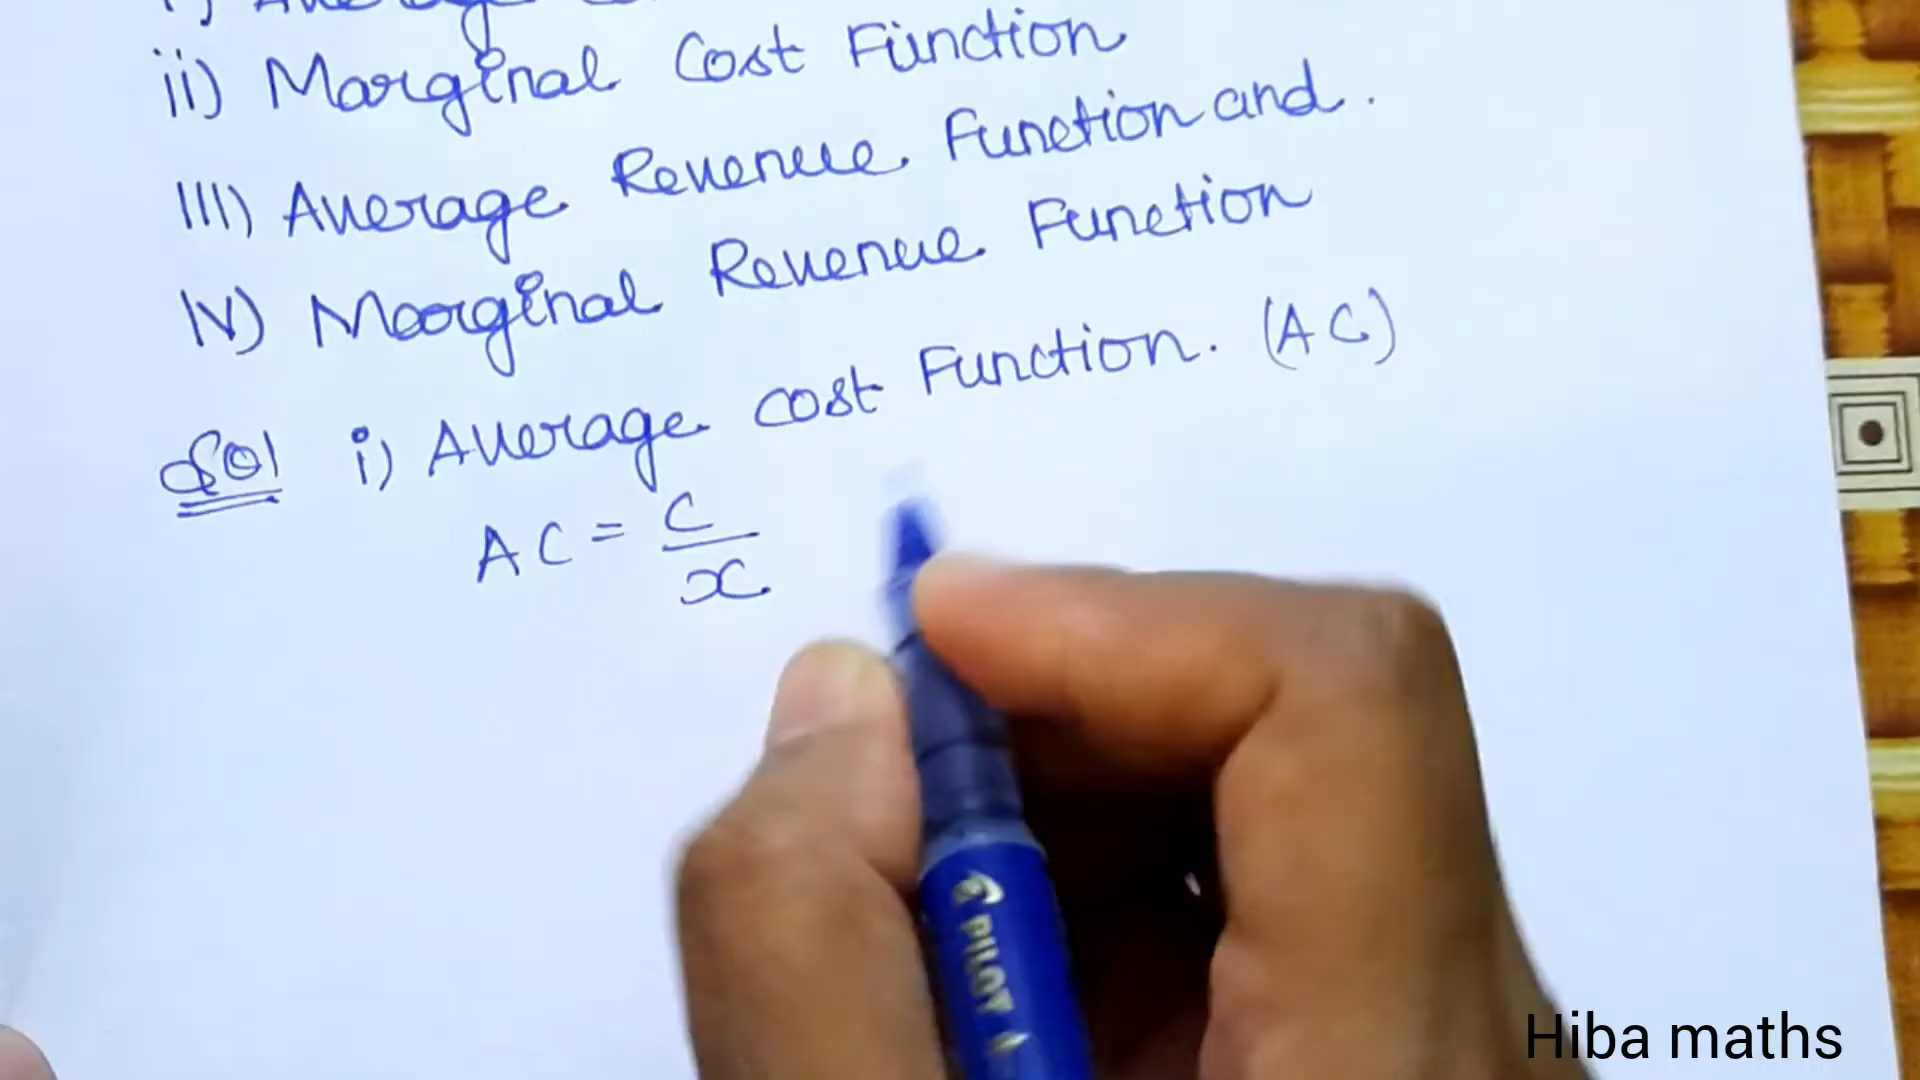 ii) Marginal Cost Function
III) Average Revenue Function and.
IV) Marginal Revenue Function
Sol i) Average cost Function. (AC)
AC = C/x
PILOT
Hiba maths